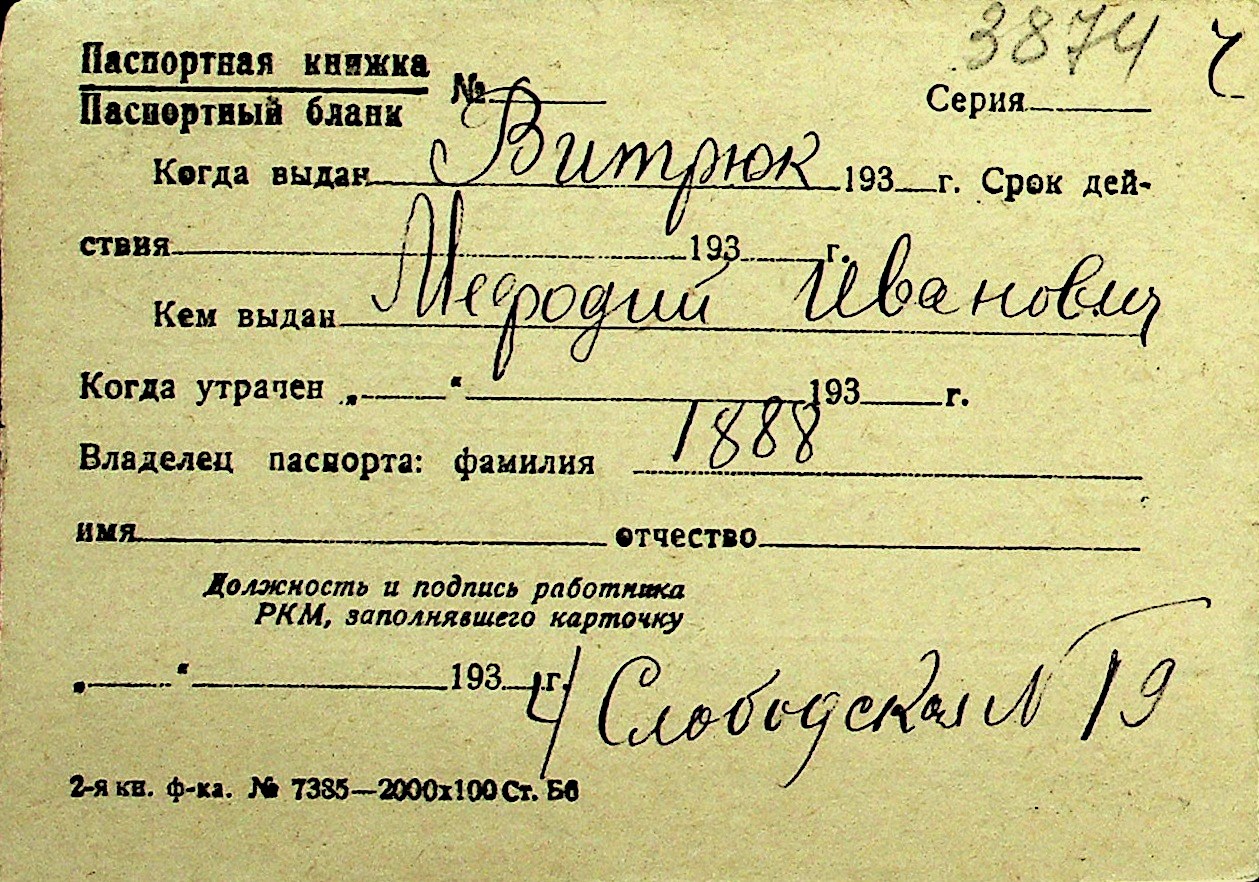 3874 ч
Паспортная книжка
Паспортный бланк
№ Серия
Когда выдан Витрюк 193 г. Срок дей-
ствия 193 г.
Кем выдан Мефодий Иванович
Когда утрачен „ “ 193 г.
Владелец паспорта: фамилия 1888
имя отчество
Должность и подпись работника
РКМ, заполнявшего карточку
„ “ 193 г.
4/ Слободская N 19
2-я кн. ф-ка. № 7385—2000х100 Ст. Бб